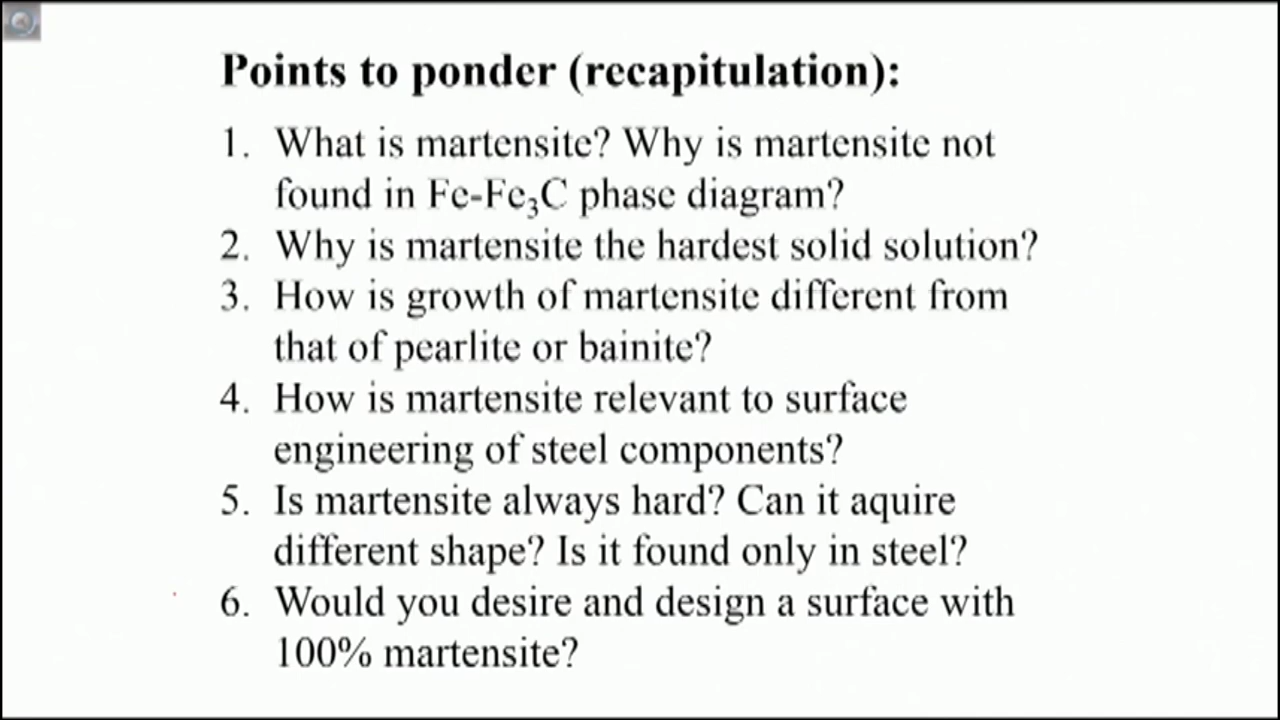 Points to ponder (recapitulation):
1. What is martensite? Why is martensite not
found in Fe-Fe₃C phase diagram?
2. Why is martensite the hardest solid solution?
3. How is growth of martensite different from
that of pearlite or bainite?
4. How is martensite relevant to surface
engineering of steel components?
5. Is martensite always hard? Can it aquire
different shape? Is it found only in steel?
6. Would you desire and design a surface with
100% martensite?